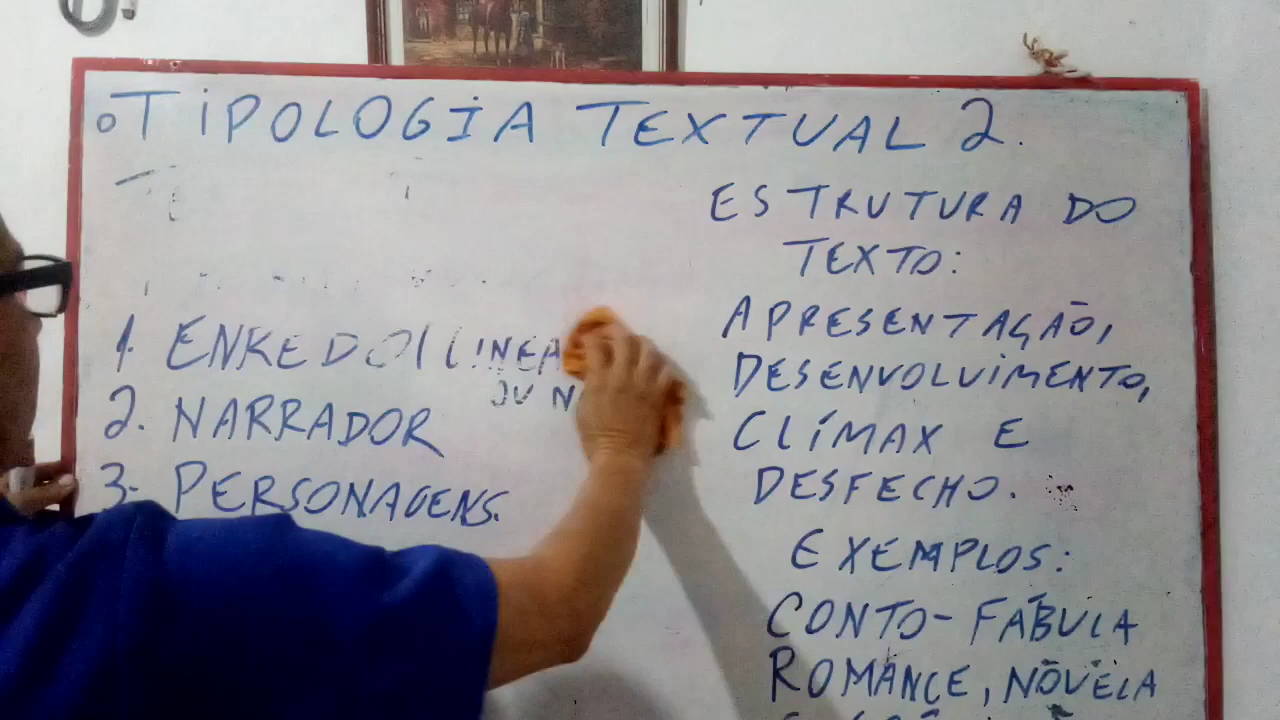 TIPOLOGIA TEXTUAL 2.
1. ENREDO
2. NARRADOR
3. PERSONAGENS.
ESTRUTURA DO
TEXTO:
APRESENTAÇÃO,
DESENVOLVIMENTO,
CLÍMAX E
DESFECHO.
EXEMPLOS:
CONTO-FÁBULA
ROMANCE, NOVELA